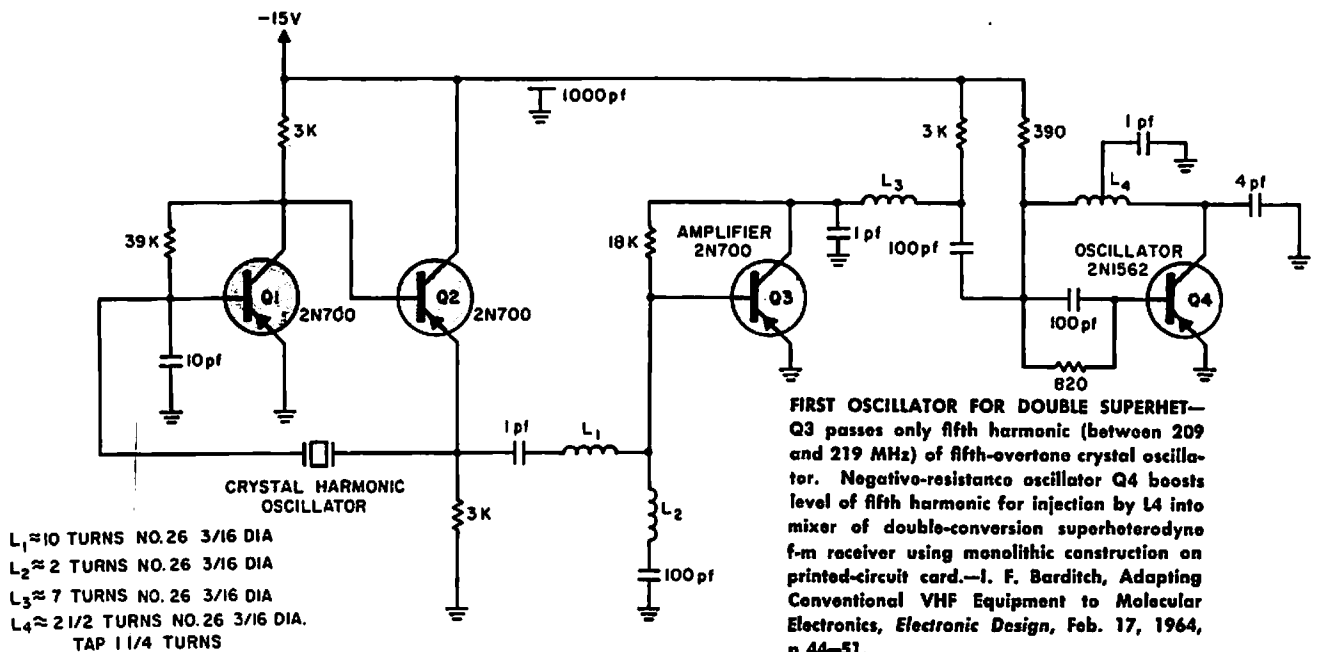 -15V
1000pf
3K
3K
390
1 pf
L3
L4
4pf
39K
18K
AMPLIFIER
2N700
1pf
100pf
OSCILLATOR
2N1562
Q1
2N700
Q2
2N700
Q3
Q4
10pf
100pf
820
1pf
L1
CRYSTAL HARMONIC
OSCILLATOR
3K
L2
100pf
L1≈10 TURNS NO.26 3/16 DIA
L2≈ 2 TURNS NO.26 3/16 DIA
L3≈ 7 TURNS NO. 26 3/16 DIA
L4≈ 2 1/2 TURNS NO.26 3/16 DIA.
TAP 1 1/4 TURNS
FIRST OSCILLATOR FOR DOUBLE SUPERHET—
Q3 passes only fifth harmonic (between 209
and 219 MHz) of fifth-overtone crystal oscilla-
tor. Negative-resistance oscillator Q4 boosts
level of fifth harmonic for injection by L4 into
mixer of double-conversion superheterodyne
f-m receiver using monolithic construction on
printed-circuit card.—I. F. Barditch, Adapting
Conventional VHF Equipment to Molecular
Electronics, Electronic Design, Feb. 17, 1964,
p 44–51